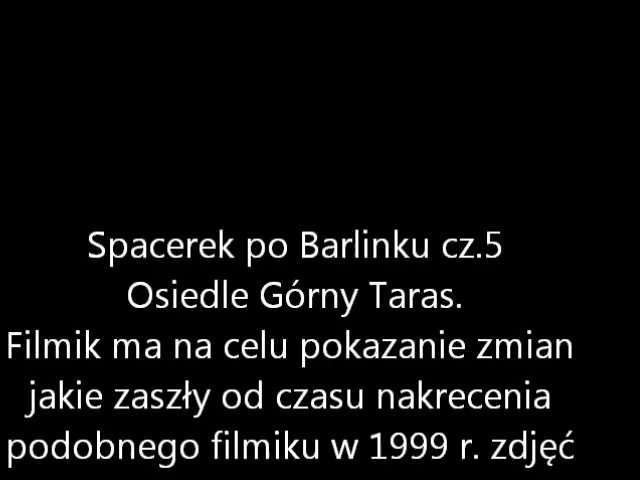 Spacerek po Barlinku cz.5
Osiedle Górny Taras.
Filmik ma na celu pokazanie zmian
jakie zaszły od czasu nakrecenia
podobnego filmiku w 1999 r. zdjęć